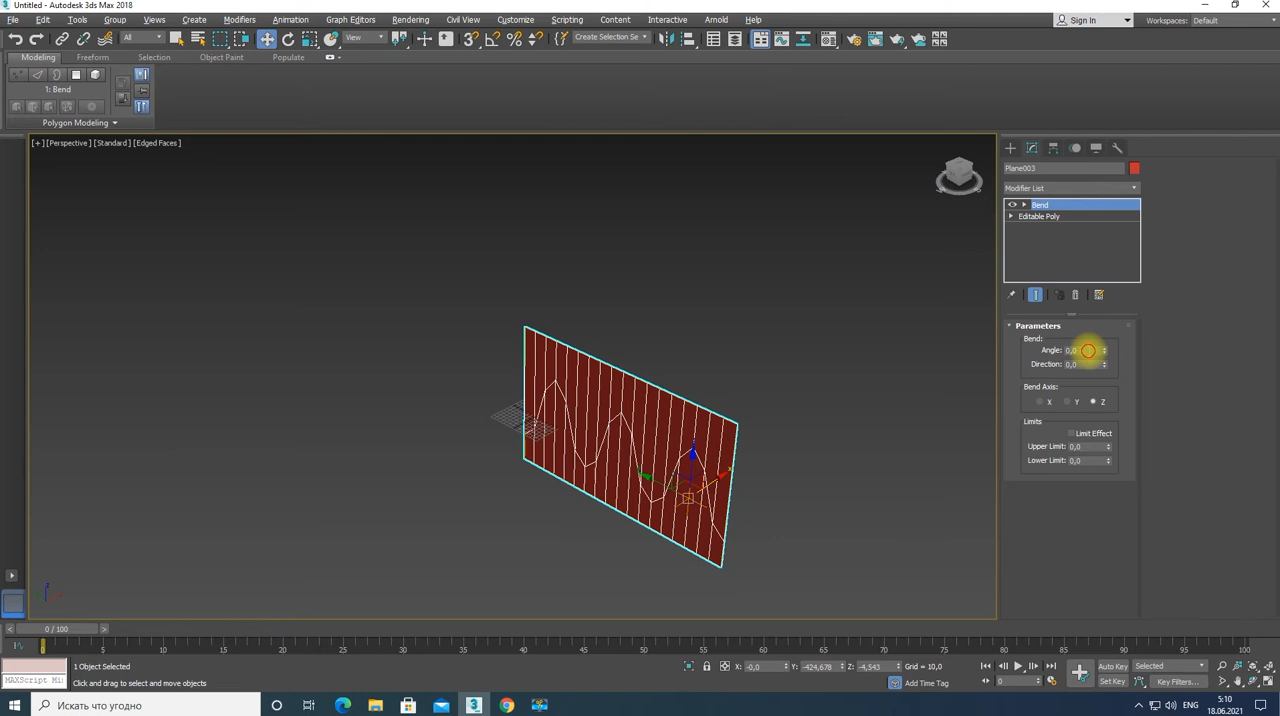 Untitled - Autodesk 3ds Max 2018
File Edit Tools Group Views Create Modifiers Animation Graph Editors Rendering Civil View Customize Scripting Content Interactive Arnold Help
Sign In Workspaces: Default
All View Create Selection Se
Modeling Freeform Selection Object Paint Populate
1: Bend
Polygon Modeling
[+] [Perspective] [Standard] [Edged Faces]
Plane003
Modifier List
Bend
Editable Poly
Parameters
Bend:
Angle: 0,0
Direction: 0,0
Bend Axis:
X Y Z
Limits
Limit Effect
Upper Limit: 0,0
Lower Limit: 0,0
z
0 / 100
0 5 10 15 20 25 30 35 40 45 50 55 60 65 70 75 80 85 90 95 100
1 Object Selected
X: -0,0 Y: -424,678 Z: -4,543 Grid = 10,0
Auto Key Selected
MAXScript Mi
Click and drag to select and move objects
Add Time Tag
0
Set Key Key Filters...
Искать что угодно
ENG
5:10
18.06.2021